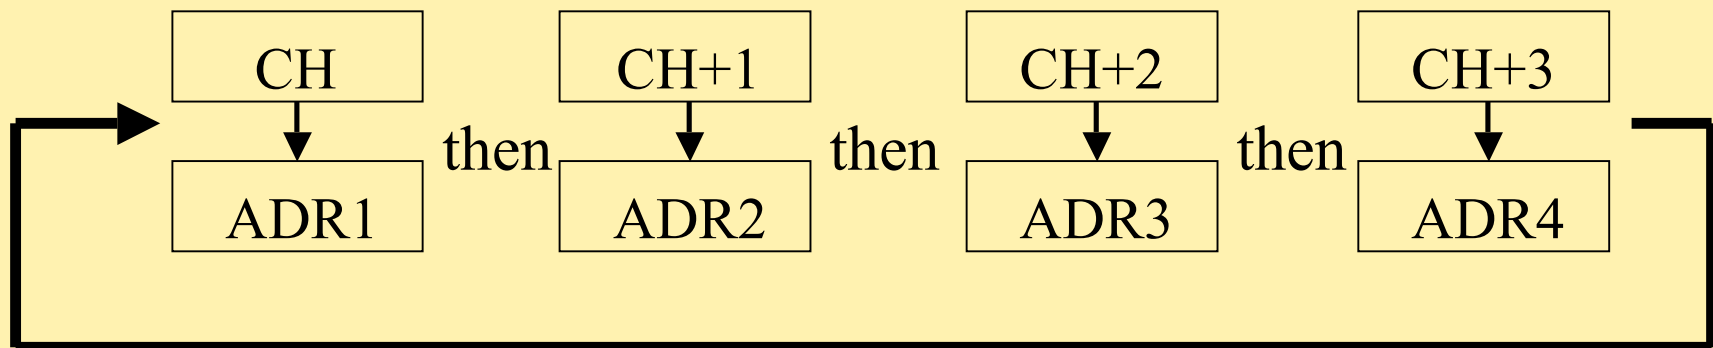 CH CH+1 CH+2 CH+3
then then then
ADR1 ADR2 ADR3 ADR4